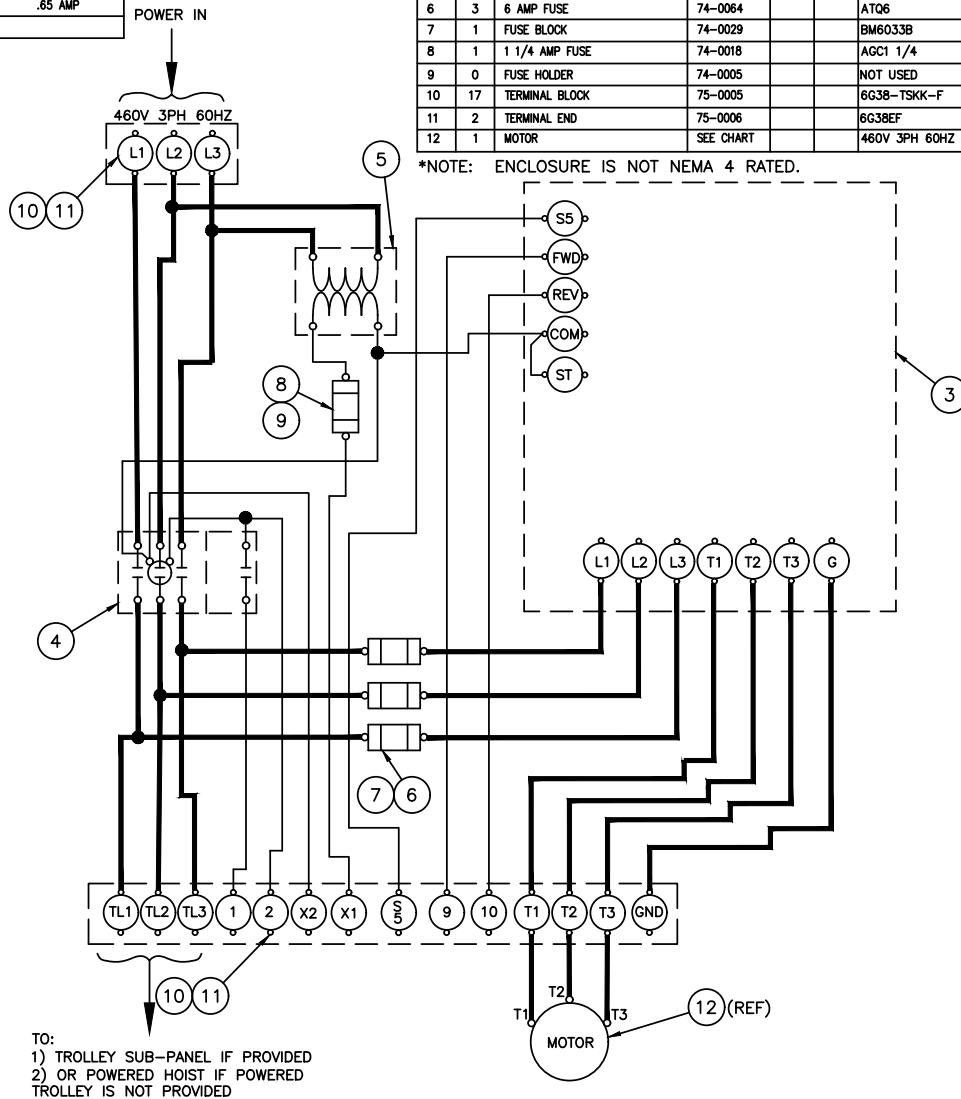 .65 AMP
POWER IN
6 3 6 AMP FUSE 74-0064 ATQ6
7 1 FUSE BLOCK 74-0029 BM6033B
8 1 1 1/4 AMP FUSE 74-0018 AGC1 1/4
9 0 FUSE HOLDER 74-0005 NOT USED
10 17 TERMINAL BLOCK 75-0005 6G38-TSKK-F
11 2 TERMINAL END 75-0006 6G38EF
12 1 MOTOR SEE CHART 460V 3PH 60HZ
*NOTE: ENCLOSURE IS NOT NEMA 4 RATED.
460V 3PH 60HZ
L1 L2 L3
10 11
5
S5
FWD
REV
COM
ST
8
9
3
L1 L2 L3 T1 T2 T3 G
4
7 6
TL1 TL2 TL3 1 2 X2 X1 S5 9 10 T1 T2 T3 GND
10 11
T1 T2 T3
12 (REF)
MOTOR
TO:
1) TROLLEY SUB-PANEL IF PROVIDED
2) OR POWERED HOIST IF POWERED
TROLLEY IS NOT PROVIDED